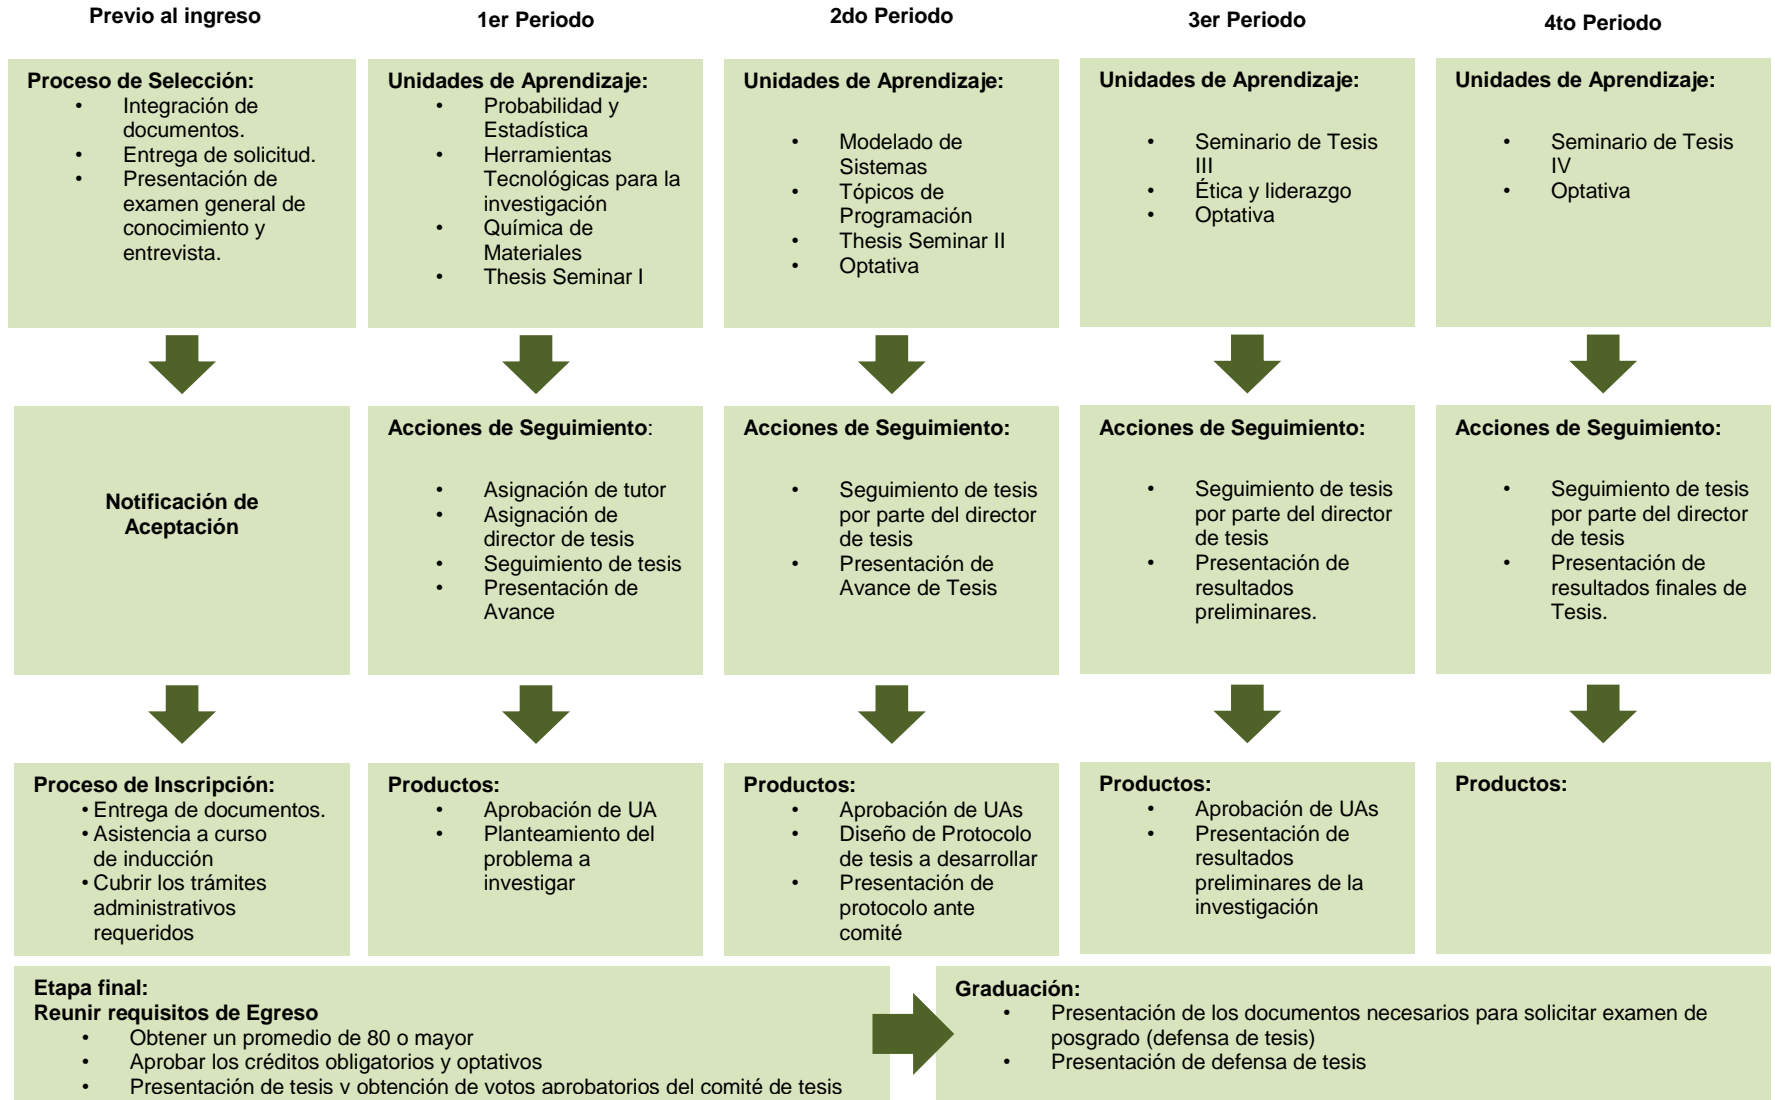 Previo al ingreso
1er Periodo
2do Periodo
3er Periodo
4to Periodo
Proceso de Selección:
• Integración de
documentos.
• Entrega de solicitud.
• Presentación de
examen general de
conocimiento y
entrevista.
Unidades de Aprendizaje:
• Probabilidad y
Estadística
• Herramientas
Tecnológicas para la
investigación
• Química de
Materiales
• Thesis Seminar I
Unidades de Aprendizaje:
• Modelado de
Sistemas
• Tópicos de
Programación
• Thesis Seminar II
• Optativa
Unidades de Aprendizaje:
• Seminario de Tesis
III
• Ética y liderazgo
• Optativa
Unidades de Aprendizaje:
• Seminario de Tesis
IV
• Optativa
Notificación de
Aceptación
Acciones de Seguimiento:
• Asignación de tutor
• Asignación de
director de tesis
• Seguimiento de tesis
• Presentación de
Avance
Acciones de Seguimiento:
• Seguimiento de tesis
por parte del director
de tesis
• Presentación de
Avance de Tesis
Acciones de Seguimiento:
• Seguimiento de tesis
por parte del director
de tesis
• Presentación de
resultados
preliminares.
Acciones de Seguimiento:
• Seguimiento de tesis
por parte del director
de tesis
• Presentación de
resultados finales de
Tesis.
Proceso de Inscripción:
• Entrega de documentos.
• Asistencia a curso
de inducción
• Cubrir los trámites
administrativos
requeridos
Productos:
• Aprobación de UA
• Planteamiento del
problema a
investigar
Productos:
• Aprobación de UAs
• Diseño de Protocolo
de tesis a desarrollar
• Presentación de
protocolo ante
comité
Productos:
• Aprobación de UAs
• Presentación de
resultados
preliminares de la
investigación
Productos:
Etapa final:
Reunir requisitos de Egreso
• Obtener un promedio de 80 o mayor
• Aprobar los créditos obligatorios y optativos
• Presentación de tesis y obtención de votos aprobatorios del comité de tesis
Graduación:
• Presentación de los documentos necesarios para solicitar examen de
posgrado (defensa de tesis)
• Presentación de defensa de tesis